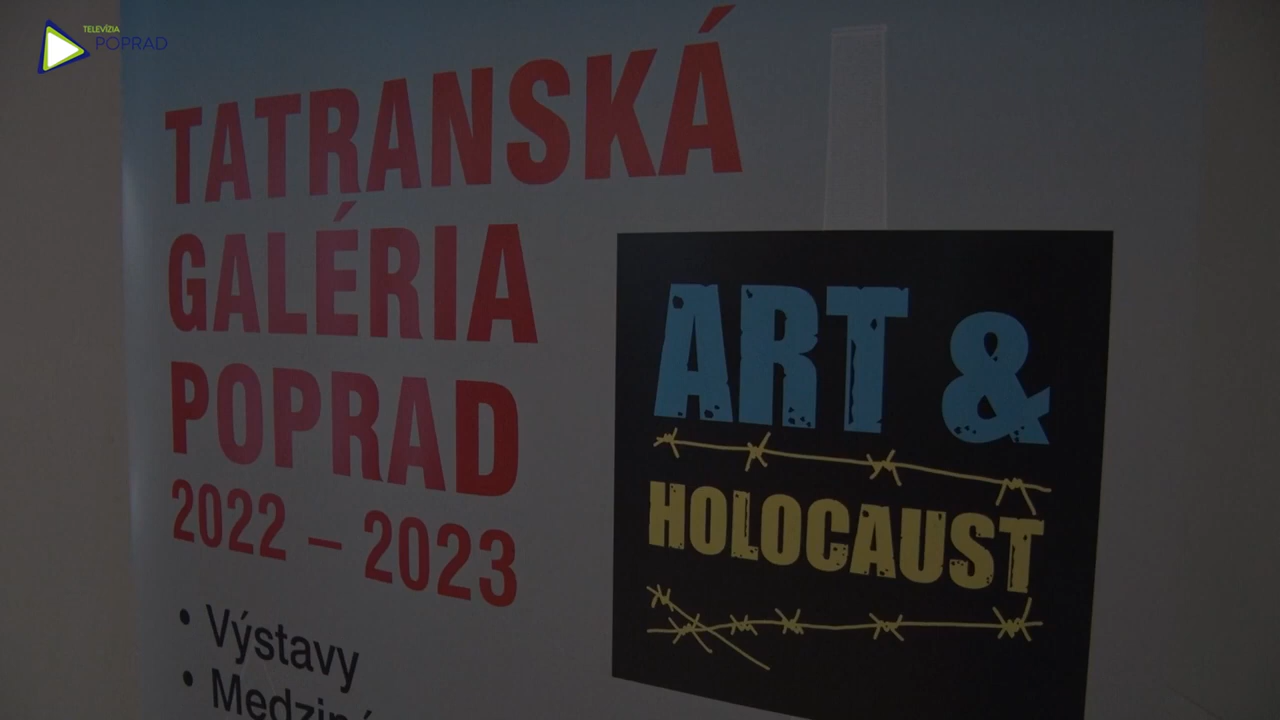 TELEVÍZIA
POPRAD
TATRANSKÁ
GALÉRIA
POPRAD
2022 – 2023
• Výstavy
ART &
HOLOCAUST